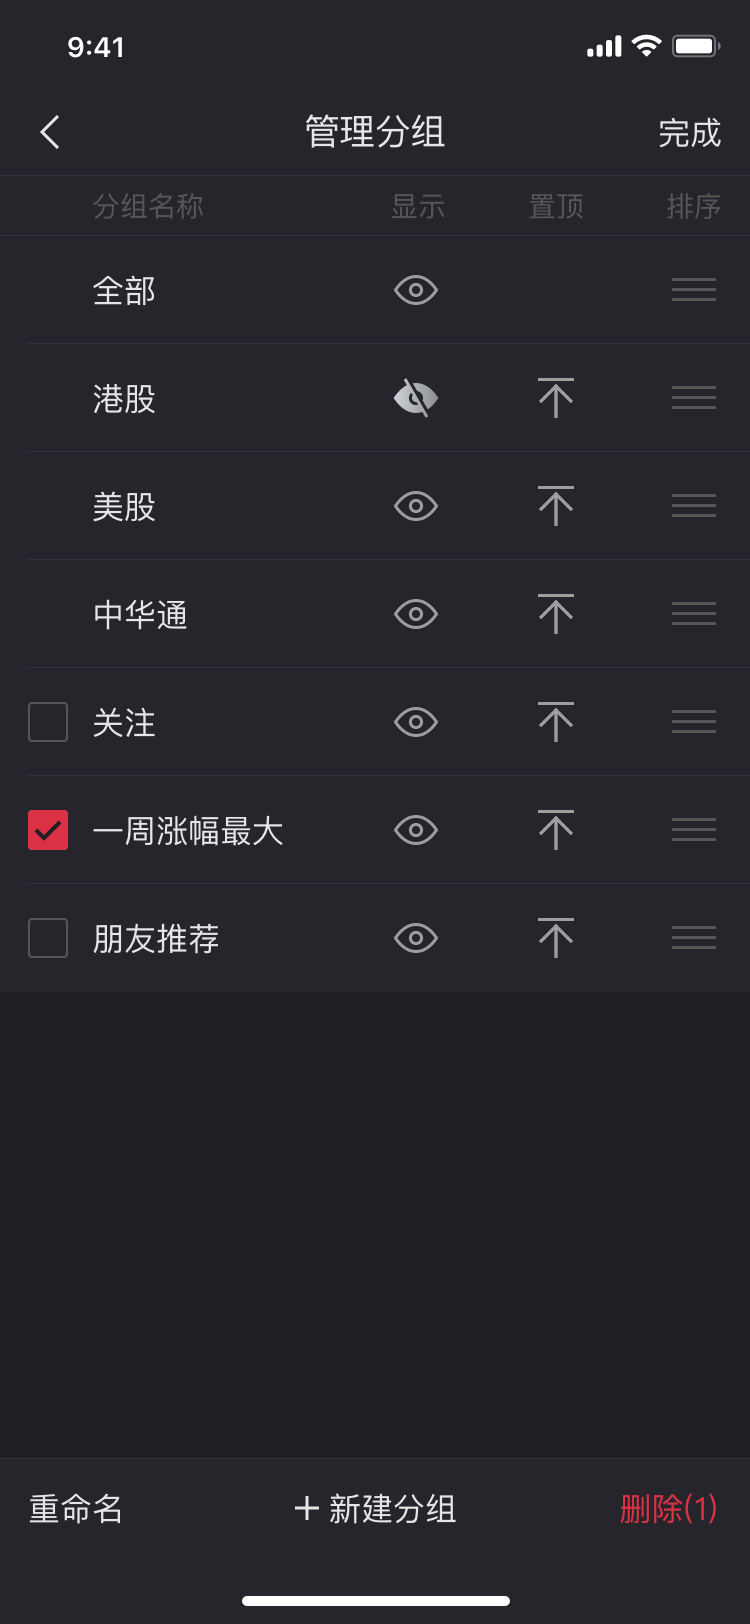 9:41
管理分组 完成
分组名称 显示 置顶 排序
全部
港股
美股
中华通
关注
一周涨幅最大
朋友推荐
重命名 新建分组 删除(1)